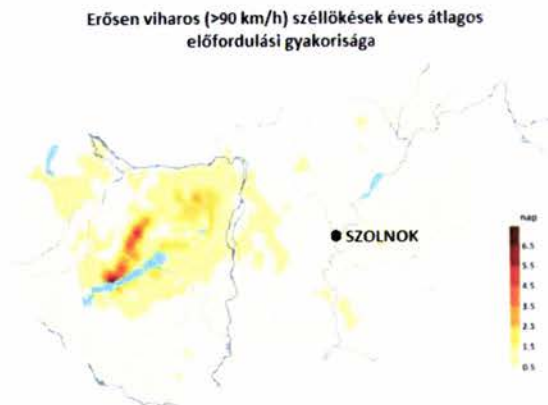 Erősen viharos (>90 km/h) széllökések éves átlagos
előfordulási gyakorisága
SZOLNOK
nap
6.5
5.5
4.5
3.5
2.5
1.5
0.5